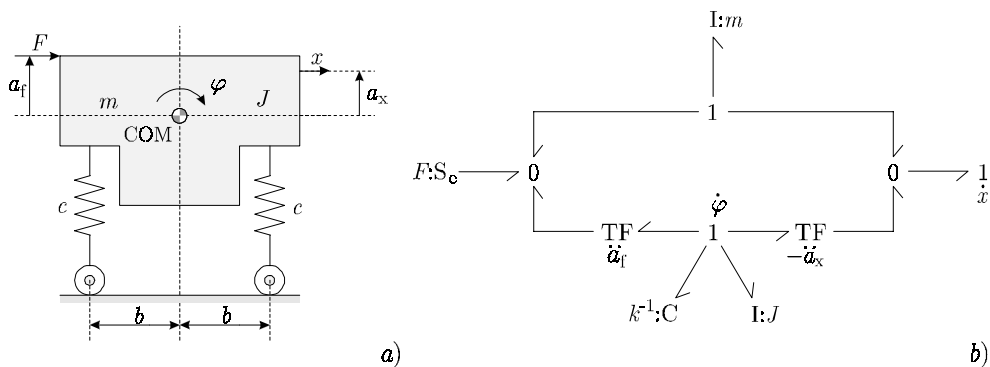 F
x
a_f
φ
a_x
m
J
COM
c
c
b
b
a)
I:m
1
F:S_e
0
0
1
ẋ
φ̇
TF
1
TF
ä_f
-ä_x
k⁻¹:C
I:J
b)